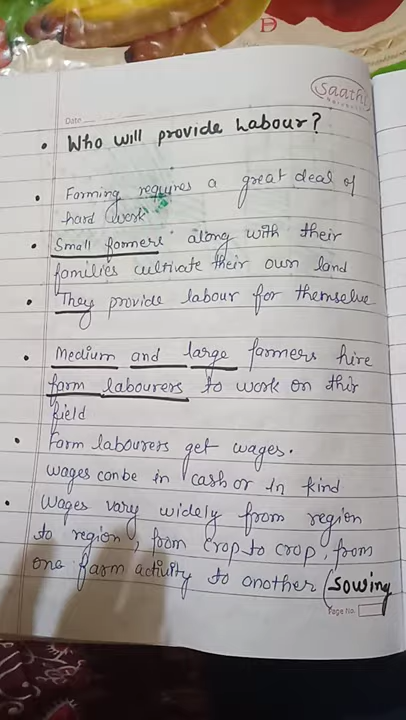 Saathi
Date
• Who will provide Labour?
• Farming requires a great deal of
hard work
• Small farmers along with their
families cultivate their own land
• They provide labour for themselve
• Medium and large farmers hire
farm labourers to work on this
field
• Farm labourers get wages.
wages can be in cash or in kind
• Wages vary widely from region
to region, from crop to crop, from
one farm activity to another (sowing
Page No.